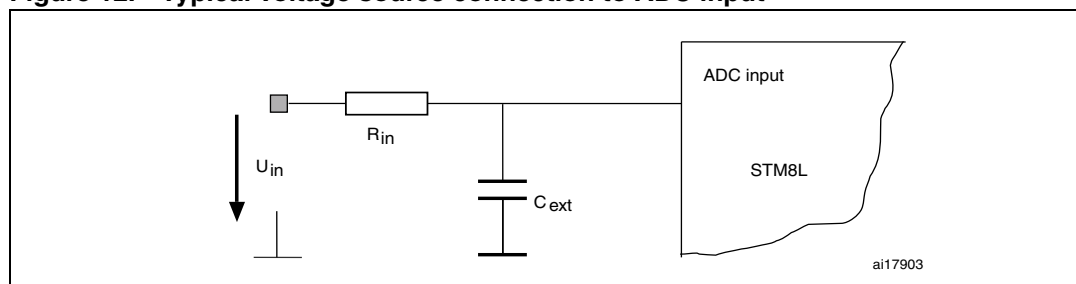 Figure 12. Typical voltage source connection to ADC input
ADC input
Rin
Uin
STM8L
Cext
ai17903